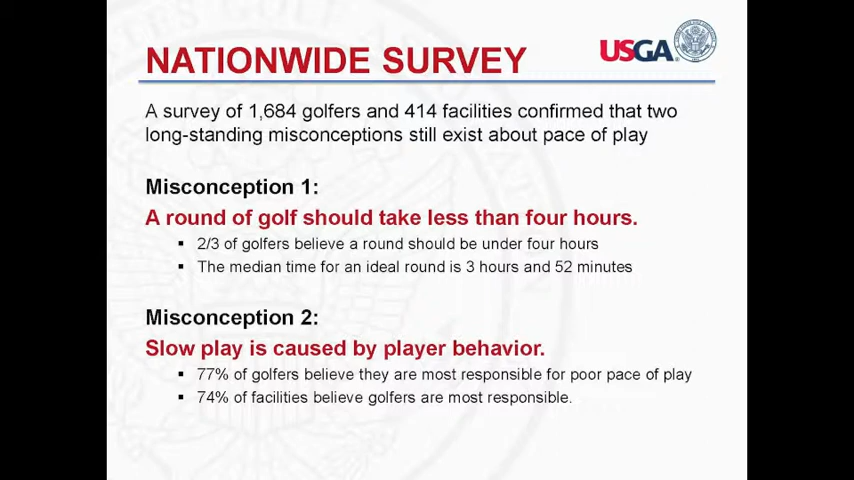 NATIONWIDE SURVEY
USGA
A survey of 1,684 golfers and 414 facilities confirmed that two
long-standing misconceptions still exist about pace of play
Misconception 1:
A round of golf should take less than four hours.
▪ 2/3 of golfers believe a round should be under four hours
▪ The median time for an ideal round is 3 hours and 52 minutes
Misconception 2:
Slow play is caused by player behavior.
▪ 77% of golfers believe they are most responsible for poor pace of play
▪ 74% of facilities believe golfers are most responsible.